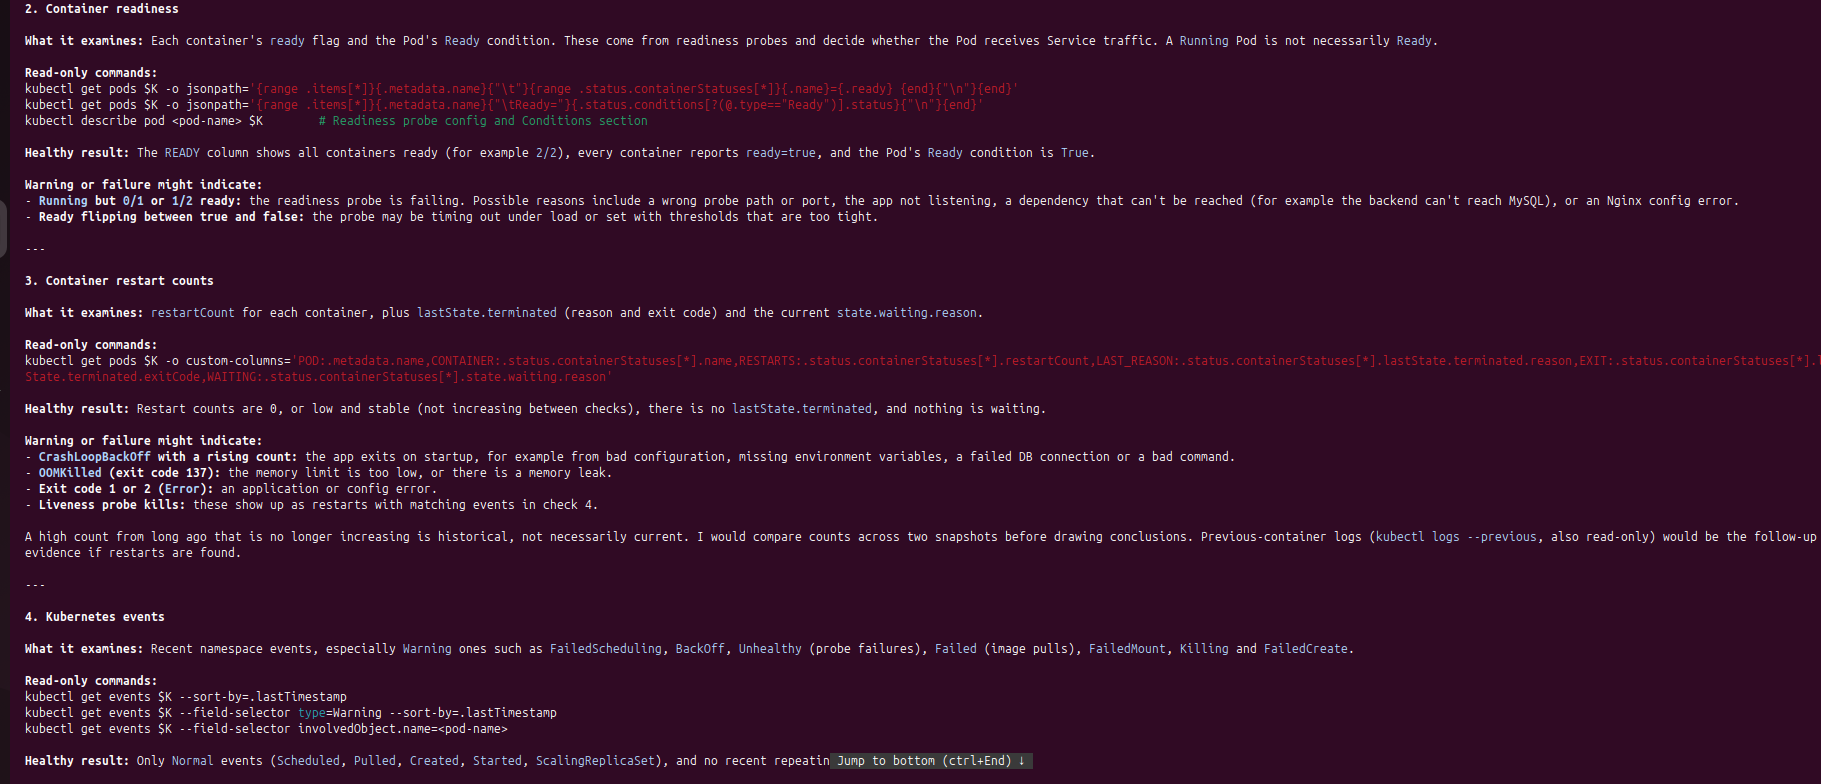 2. Container readiness
What it examines: Each container's ready flag and the Pod's Ready condition. These come from readiness probes and decide whether the Pod receives Service traffic. A Running Pod is not necessarily Ready.
Read-only commands:
kubectl get pods $K -o jsonpath='{range .items[*]}{.metadata.name}{"\t"}{range .status.containerStatuses[*]}{.name}={.ready} {end}{"\n"}{end}'
kubectl get pods $K -o jsonpath='{range .items[*]}{.metadata.name}{"\tReady="}{.status.conditions[?(@.type=="Ready")].status}{"\n"}{end}'
kubectl describe pod <pod-name> $K        # Readiness probe config and Conditions section
Healthy result: The READY column shows all containers ready (for example 2/2), every container reports ready=true, and the Pod's Ready condition is True.
Warning or failure might indicate:
- Running but 0/1 or 1/2 ready: the readiness probe is failing. Possible reasons include a wrong probe path or port, the app not listening, a dependency that can't be reached (for example the backend can't reach MySQL), or an Nginx config error.
- Ready flipping between true and false: the probe may be timing out under load or set with thresholds that are too tight.
---
3. Container restart counts
What it examines: restartCount for each container, plus lastState.terminated (reason and exit code) and the current state.waiting.reason.
Read-only commands:
kubectl get pods $K -o custom-columns='POD:.metadata.name,CONTAINER:.status.containerStatuses[*].name,RESTARTS:.status.containerStatuses[*].restartCount,LAST_REASON:.status.containerStatuses[*].lastState.terminated.reason,EXIT:.status.containerStatuses[*].l
State.terminated.exitCode,WAITING:.status.containerStatuses[*].state.waiting.reason'
Healthy result: Restart counts are 0, or low and stable (not increasing between checks), there is no lastState.terminated, and nothing is waiting.
Warning or failure might indicate:
- CrashLoopBackOff with a rising count: the app exits on startup, for example from bad configuration, missing environment variables, a failed DB connection or a bad command.
- OOMKilled (exit code 137): the memory limit is too low, or there is a memory leak.
- Exit code 1 or 2 (Error): an application or config error.
- Liveness probe kills: these show up as restarts with matching events in check 4.
A high count from long ago that is no longer increasing is historical, not necessarily current. I would compare counts across two snapshots before drawing conclusions. Previous-container logs (kubectl logs --previous, also read-only) would be the follow-up
evidence if restarts are found.
---
4. Kubernetes events
What it examines: Recent namespace events, especially Warning ones such as FailedScheduling, BackOff, Unhealthy (probe failures), Failed (image pulls), FailedMount, Killing and FailedCreate.
Read-only commands:
kubectl get events $K --sort-by=.lastTimestamp
kubectl get events $K --field-selector type=Warning --sort-by=.lastTimestamp
kubectl get events $K --field-selector involvedObject.name=<pod-name>
Healthy result: Only Normal events (Scheduled, Pulled, Created, Started, ScalingReplicaSet), and no recent repeatin Jump to bottom (ctrl+End) ↓